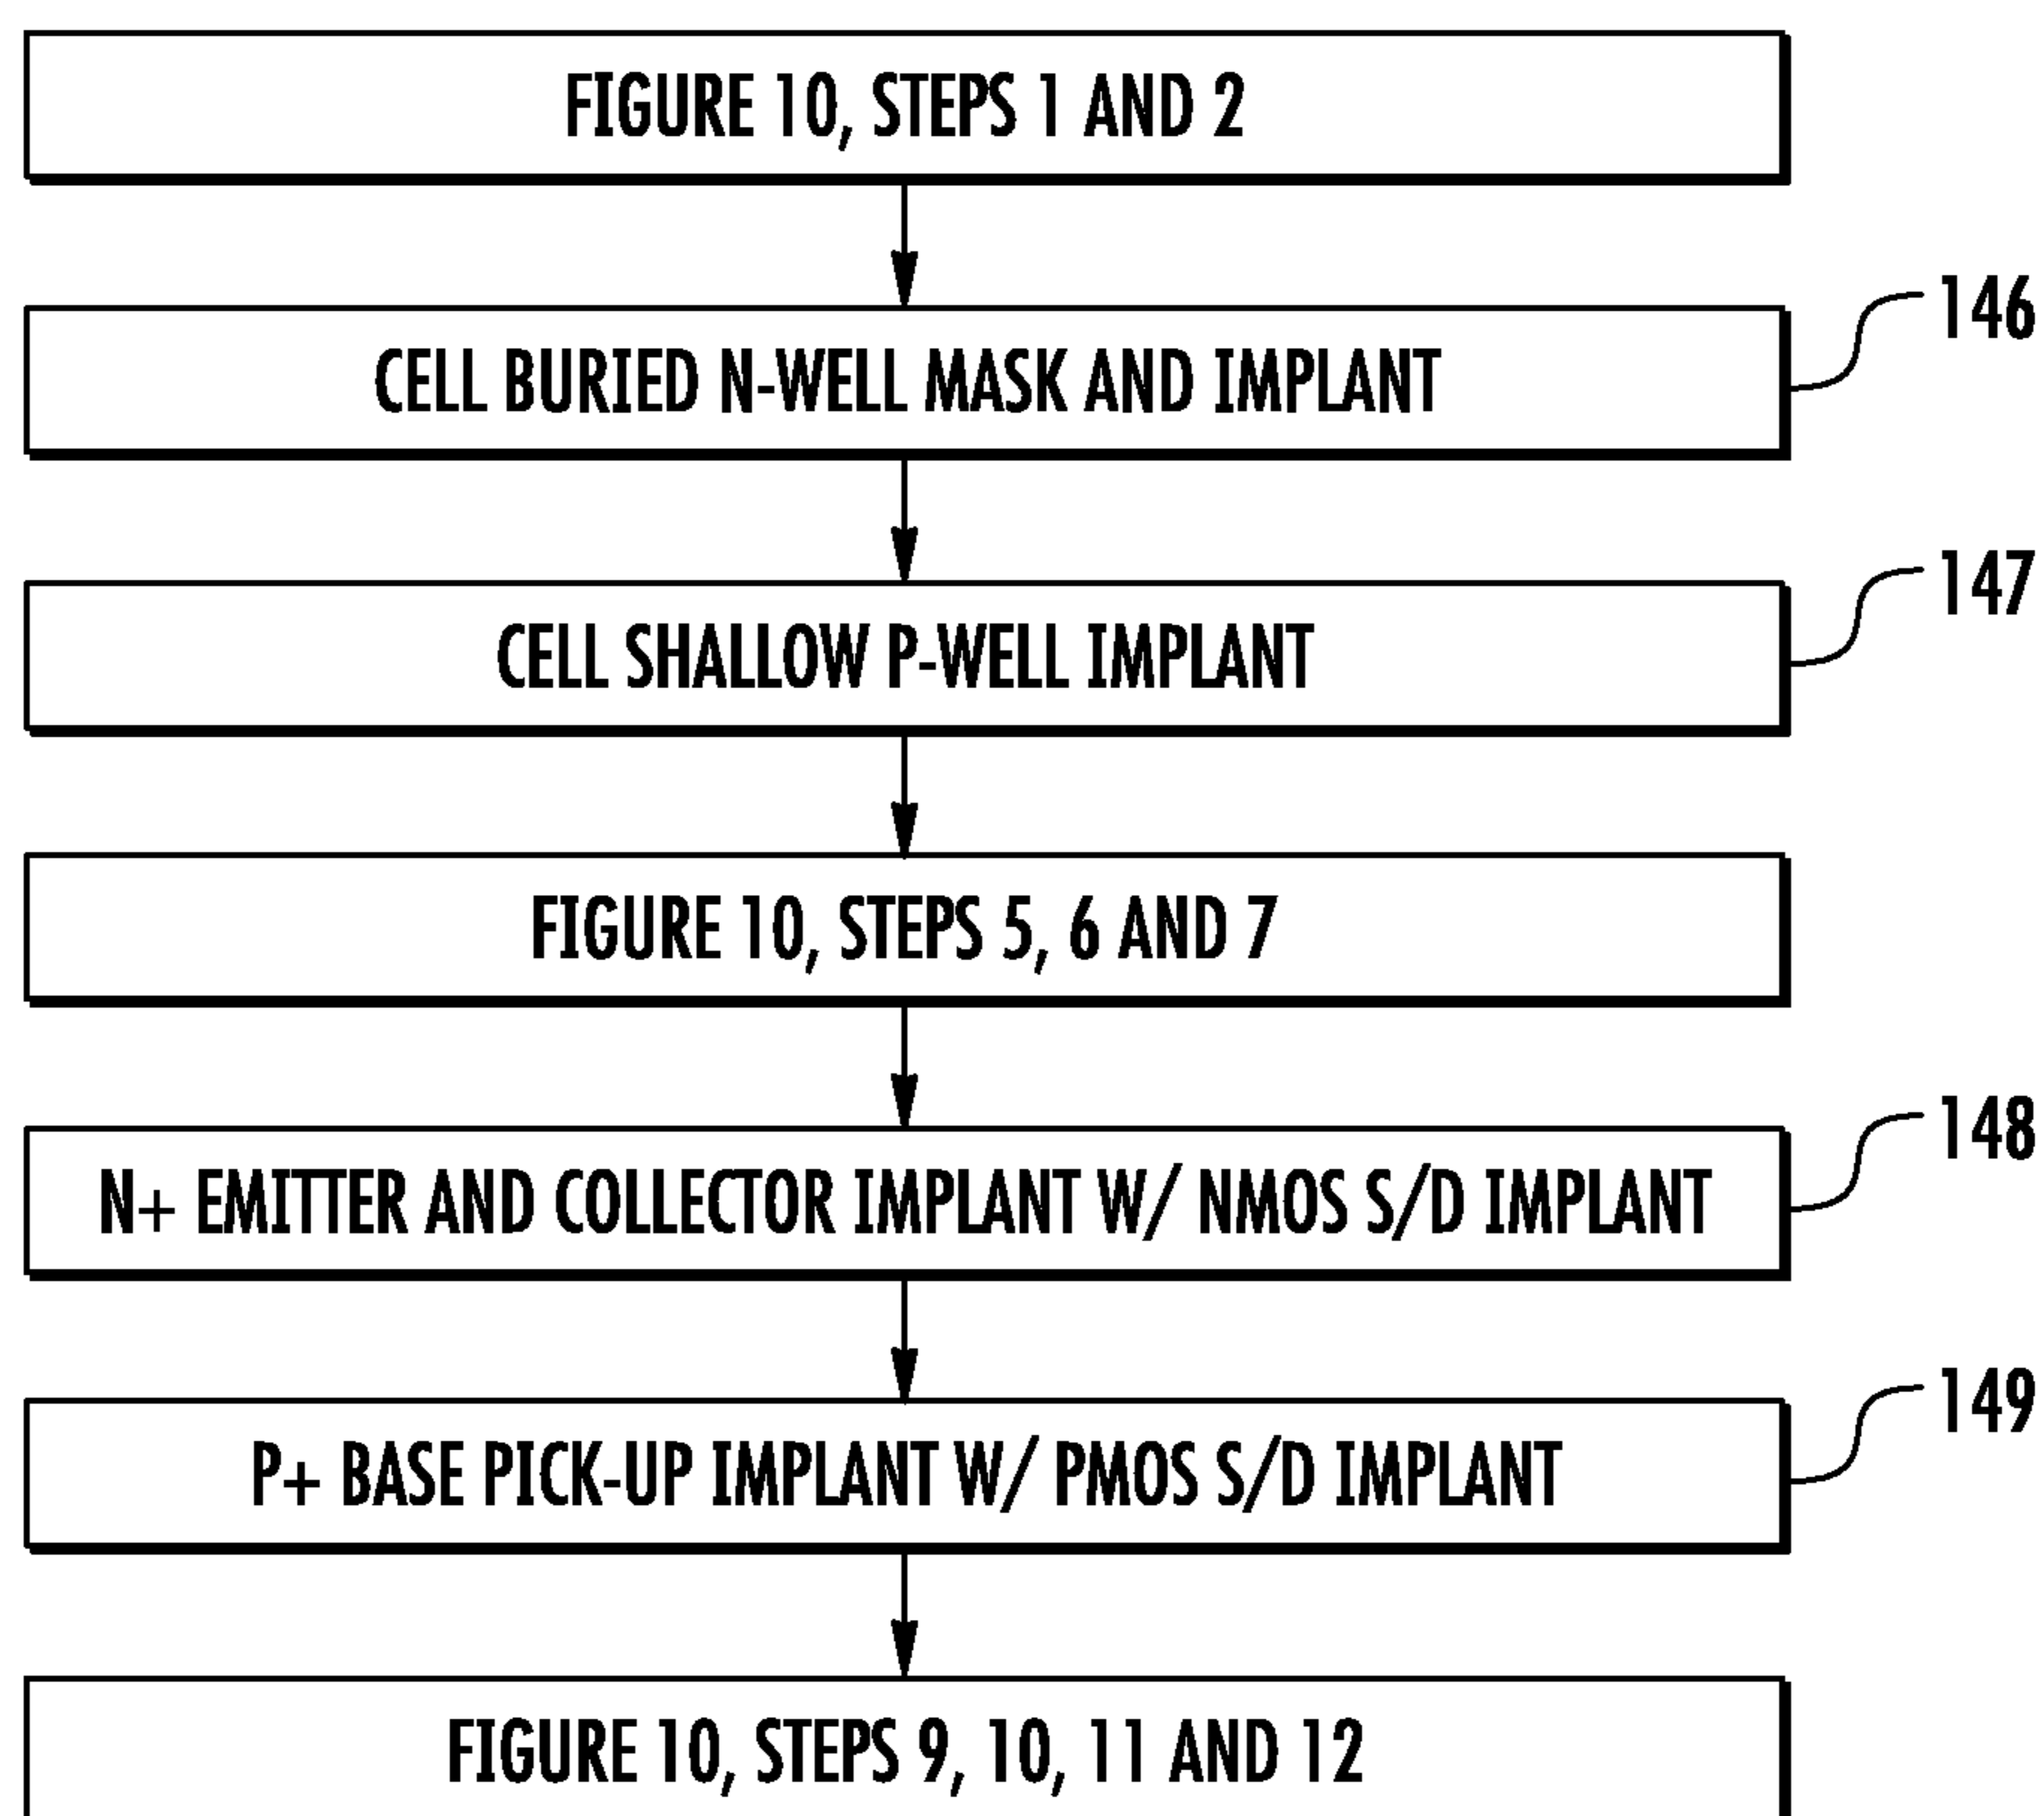 FIGURE 10, STEPS 1 AND 2
146
CELL BURIED N-WELL MASK AND IMPLANT
147
CELL SHALLOW P-WELL IMPLANT
FIGURE 10, STEPS 5, 6 AND 7
148
N+ EMITTER AND COLLECTOR IMPLANT W/ NMOS S/D IMPLANT
149
P+ BASE PICK-UP IMPLANT W/ PMOS S/D IMPLANT
FIGURE 10, STEPS 9, 10, 11 AND 12